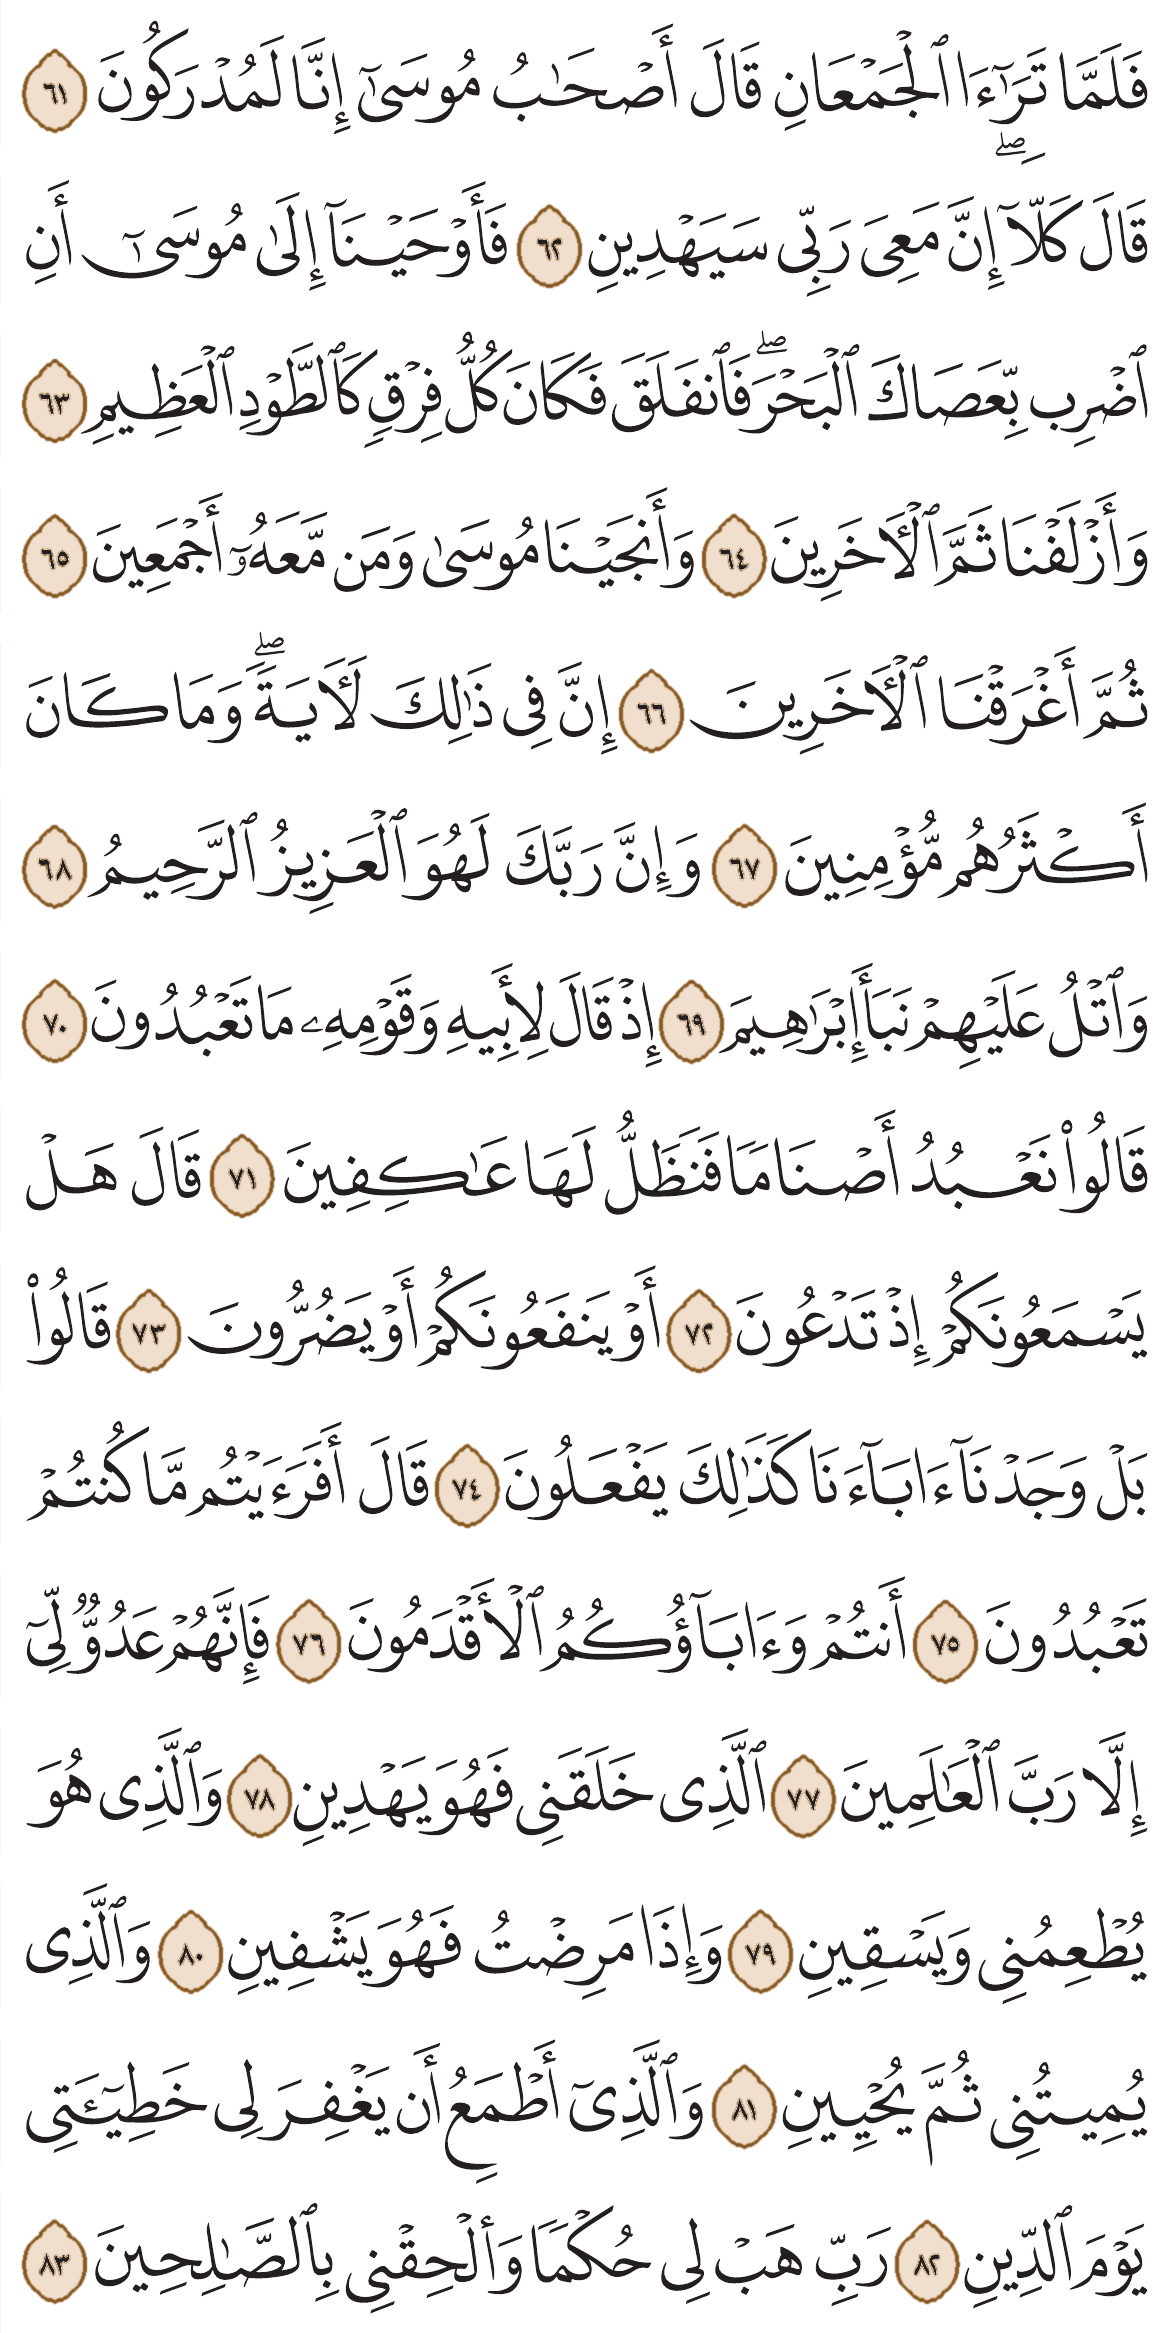 فَلَمَّا تَرَٰٓءَا ٱلْجَمْعَانِ قَالَ أَصْحَٰبُ مُوسَىٰٓ إِنَّا لَمُدْرَكُونَ ٦١
قَالَ كَلَّآ ۖ إِنَّ مَعِىَ رَبِّى سَيَهْدِينِ ٦٢ فَأَوْحَيْنَآ إِلَىٰ مُوسَىٰٓ أَنِ
ٱضْرِب بِّعَصَاكَ ٱلْبَحْرَ ۖ فَٱنفَلَقَ فَكَانَ كُلُّ فِرْقٍ كَٱلطَّوْدِ ٱلْعَظِيمِ ٦٣
وَأَزْلَفْنَا ثَمَّ ٱلْءَاخَرِينَ ٦٤ وَأَنجَيْنَا مُوسَىٰ وَمَن مَّعَهُۥٓ أَجْمَعِينَ ٦٥
ثُمَّ أَغْرَقْنَا ٱلْءَاخَرِينَ ٦٦ إِنَّ فِى ذَٰلِكَ لَءَايَةً ۖ وَمَا كَانَ
أَكْثَرُهُم مُّؤْمِنِينَ ٦٧ وَإِنَّ رَبَّكَ لَهُوَ ٱلْعَزِيزُ ٱلرَّحِيمُ ٦٨
وَٱتْلُ عَلَيْهِمْ نَبَأَ إِبْرَٰهِيمَ ٦٩ إِذْ قَالَ لِأَبِيهِ وَقَوْمِهِۦ مَا تَعْبُدُونَ ٧٠
قَالُوا۟ نَعْبُدُ أَصْنَامًا فَنَظَلُّ لَهَا عَٰكِفِينَ ٧١ قَالَ هَلْ
يَسْمَعُونَكُمْ إِذْ تَدْعُونَ ٧٢ أَوْ يَنفَعُونَكُمْ أَوْ يَضُرُّونَ ٧٣ قَالُوا۟
بَلْ وَجَدْنَآ ءَابَآءَنَا كَذَٰلِكَ يَفْعَلُونَ ٧٤ قَالَ أَفَرَءَيْتُم مَّا كُنتُمْ
تَعْبُدُونَ ٧٥ أَنتُمْ وَءَابَآؤُكُمُ ٱلْأَقْدَمُونَ ٧٦ فَإِنَّهُمْ عَدُوٌّ لِّىٓ
إِلَّا رَبَّ ٱلْعَٰلَمِينَ ٧٧ ٱلَّذِى خَلَقَنِى فَهُوَ يَهْدِينِ ٧٨ وَٱلَّذِى هُوَ
يُطْعِمُنِى وَيَسْقِينِ ٧٩ وَإِذَا مَرِضْتُ فَهُوَ يَشْفِينِ ٨٠ وَٱلَّذِى
يُمِيتُنِى ثُمَّ يُحْيِينِ ٨١ وَٱلَّذِىٓ أَطْمَعُ أَن يَغْفِرَ لِى خَطِيٓـَٔتِى
يَوْمَ ٱلدِّينِ ٨٢ رَبِّ هَبْ لِى حُكْمًا وَأَلْحِقْنِى بِٱلصَّٰلِحِينَ ٨٣